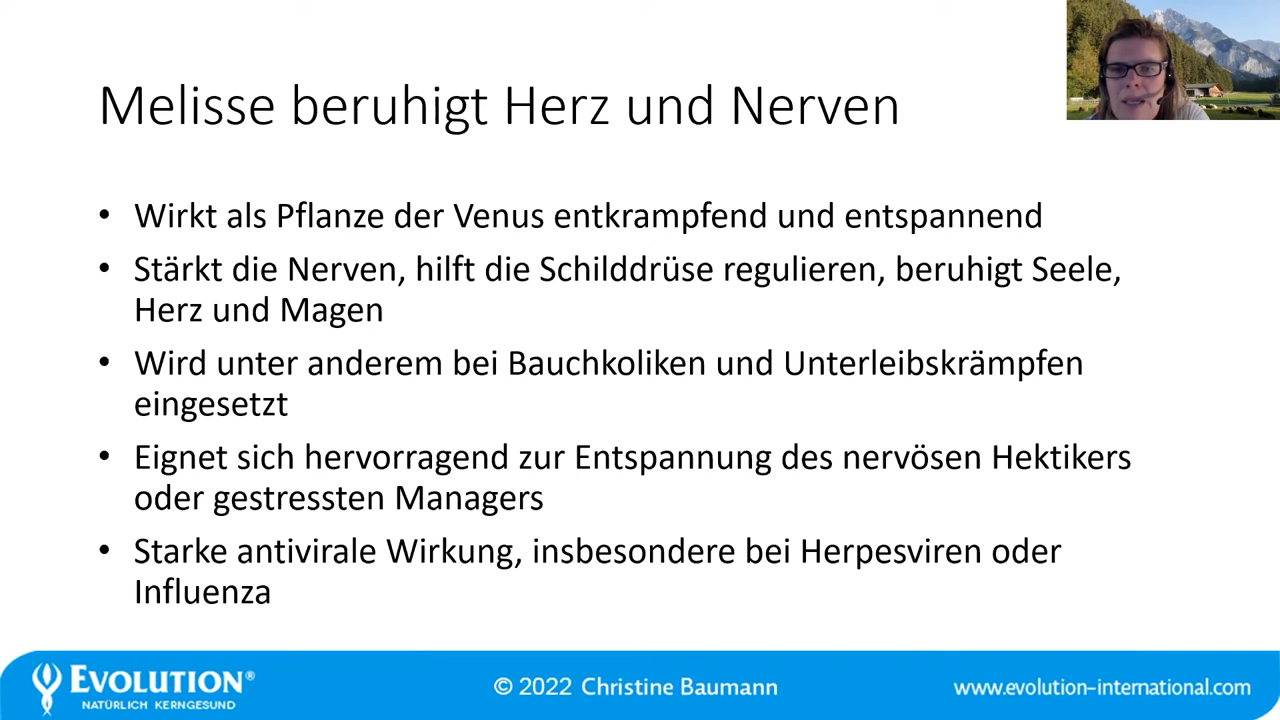 Melisse beruhigt Herz und Nerven
• Wirkt als Pflanze der Venus entkrampfend und entspannend
• Stärkt die Nerven, hilft die Schilddrüse regulieren, beruhigt Seele,
Herz und Magen
• Wird unter anderem bei Bauchkoliken und Unterleibskrämpfen
eingesetzt
• Eignet sich hervorragend zur Entspannung des nervösen Hektikers
oder gestressten Managers
• Starke antivirale Wirkung, insbesondere bei Herpesviren oder
Influenza
EVOLUTION®
NATÜRLICH KERNGESUND
© 2022 Christine Baumann
www.evolution-international.com